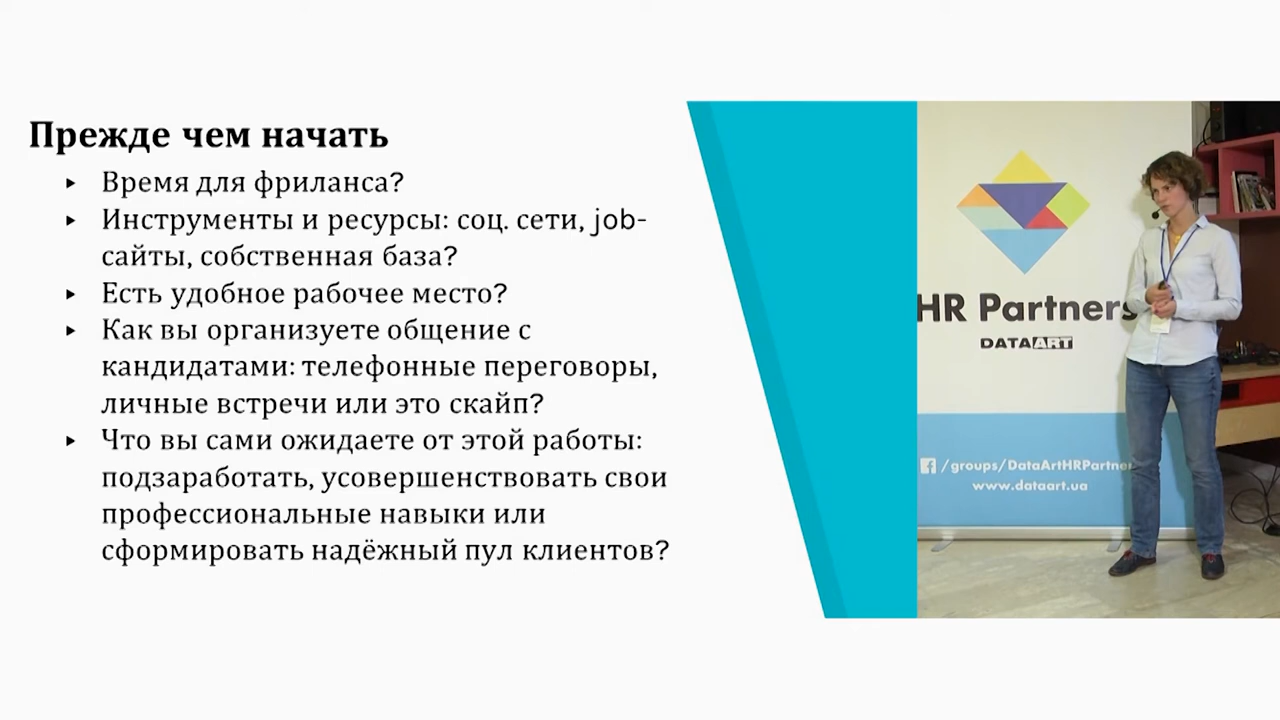 Прежде чем начать
‣ Время для фриланса?
‣ Инструменты и ресурсы: соц. сети, job-
сайты, собственная база?
‣ Есть удобное рабочее место?
‣ Как вы организуете общение с
кандидатами: телефонные переговоры,
личные встречи или это скайп?
‣ Что вы сами ожидаете от этой работы:
подзаработать, усовершенствовать свои
профессиональные навыки или
сформировать надёжный пул клиентов?
HR Partners
DATAART
/groups/DataArtHRPartner
www.dataart.ua